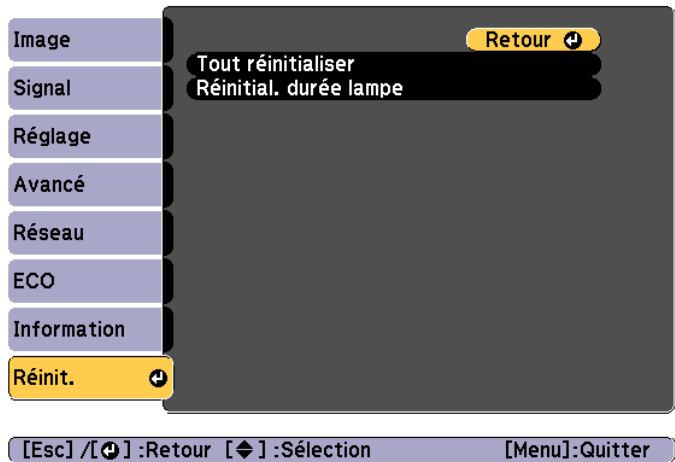 Image
Signal
Réglage
Avancé
Réseau
ECO
Information
Réinit.
Retour
Tout réinitialiser
Réinitial. durée lampe
[Esc] /[ ] :Retour [ ] :Sélection [Menu]:Quitter